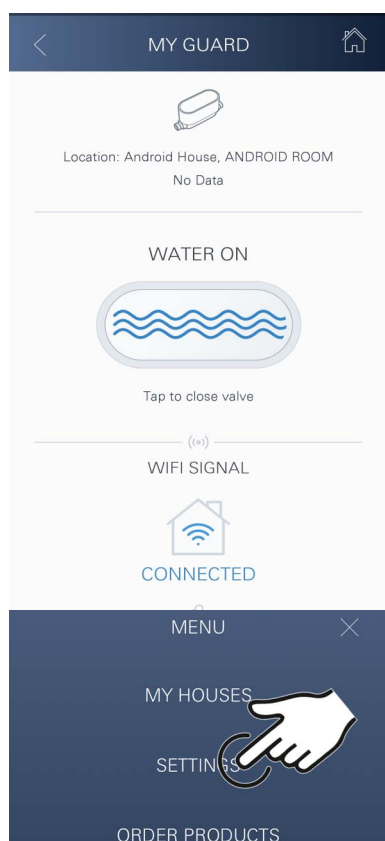 MY GUARD
Location: Android House, ANDROID ROOM
No Data
WATER ON
Tap to close valve
WIFI SIGNAL
CONNECTED
MENU
MY HOUSES
SETTINGS
ORDER PRODUCTS